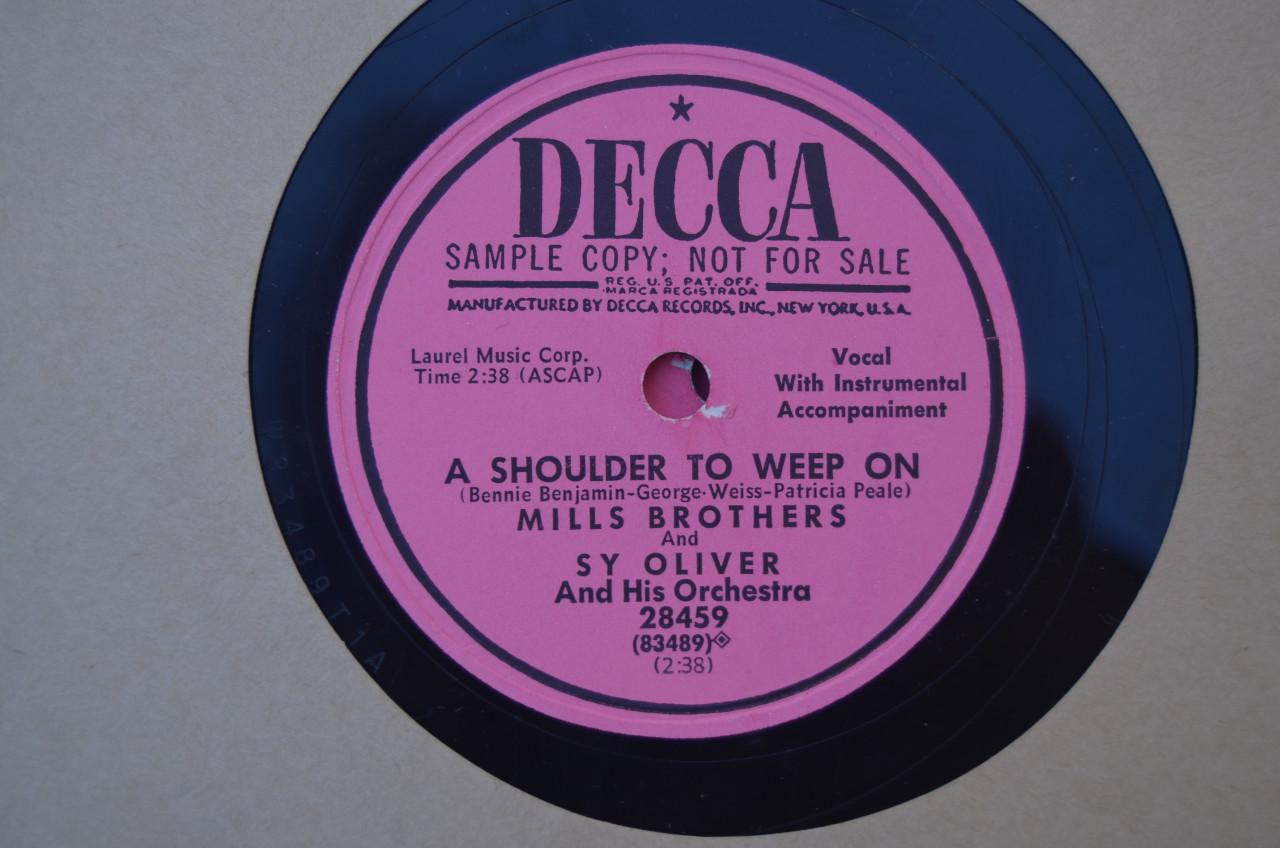 DECCA
SAMPLE COPY; NOT FOR SALE
REG. U.S. PAT. OFF.
MARCA REGISTRADA
MANUFACTURED BY DECCA RECORDS, INC., NEW YORK, U.S.A.
Laurel Music Corp.
Time 2:38 (ASCAP)
Vocal
With Instrumental
Accompaniment
A SHOULDER TO WEEP ON
(Bennie Benjamin-George Weiss-Patricia Peale)
MILLS BROTHERS
And
SY OLIVER
And His Orchestra
28459
(83489)
(2:38)
W 83489T1A